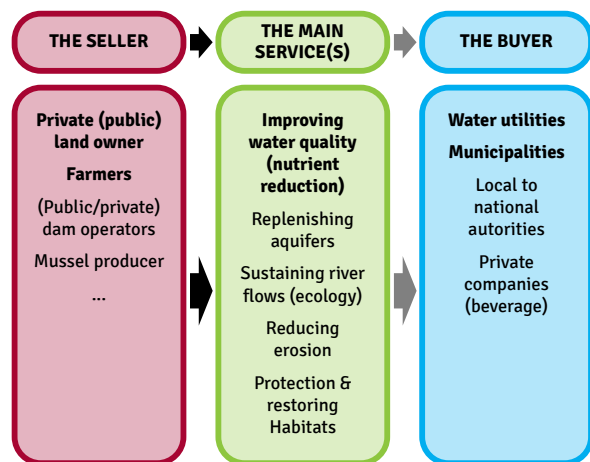 THE SELLER
THE MAIN
SERVICE(S)
THE BUYER
Private (public)
land owner
Farmers
(Public/private)
dam operators
Mussel producer
...
Improving
water quality
(nutrient
reduction)
Replenishing
aquifers
Sustaining river
flows (ecology)
Reducing
erosion
Protection &
restoring
Habitats
Water utilities
Municipalities
Local to
national
autorities
Private
companies
(beverage)